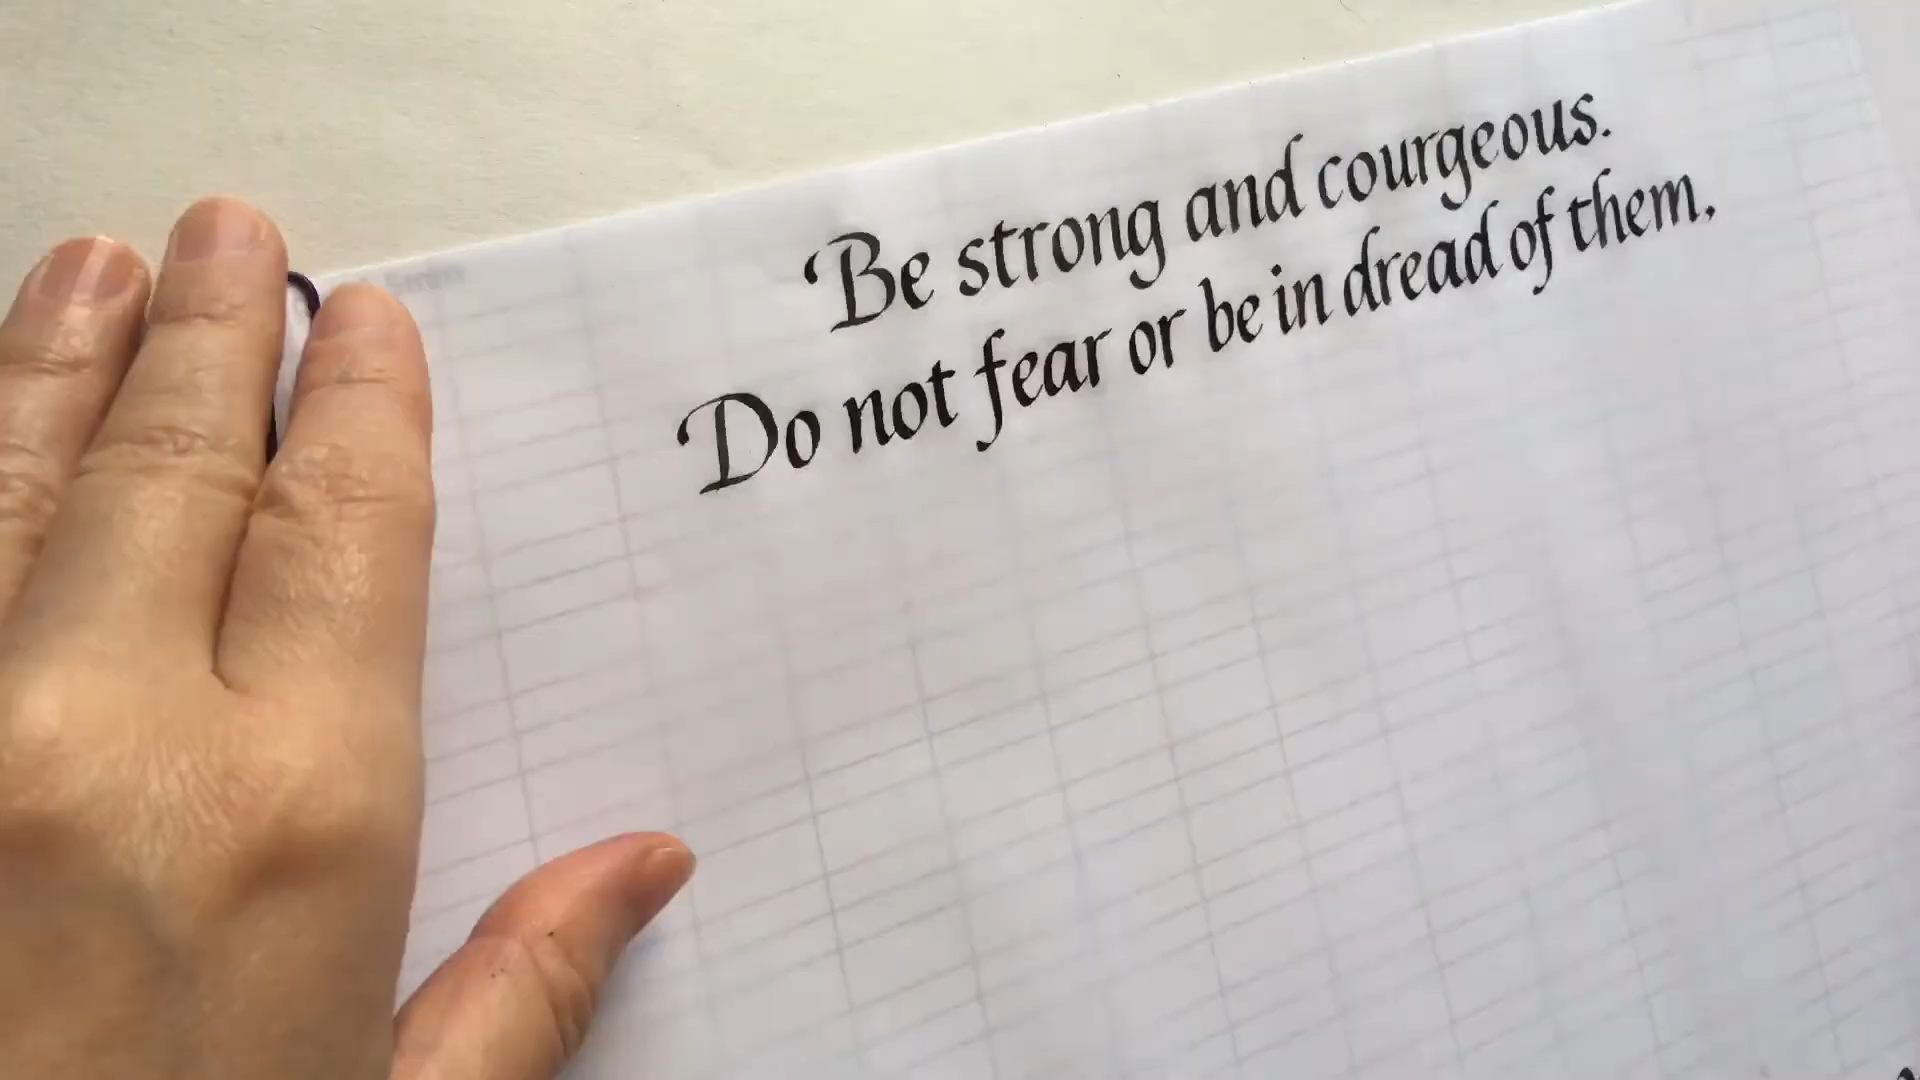 Be strong and courgeous.
Do not fear or be in dread of them,